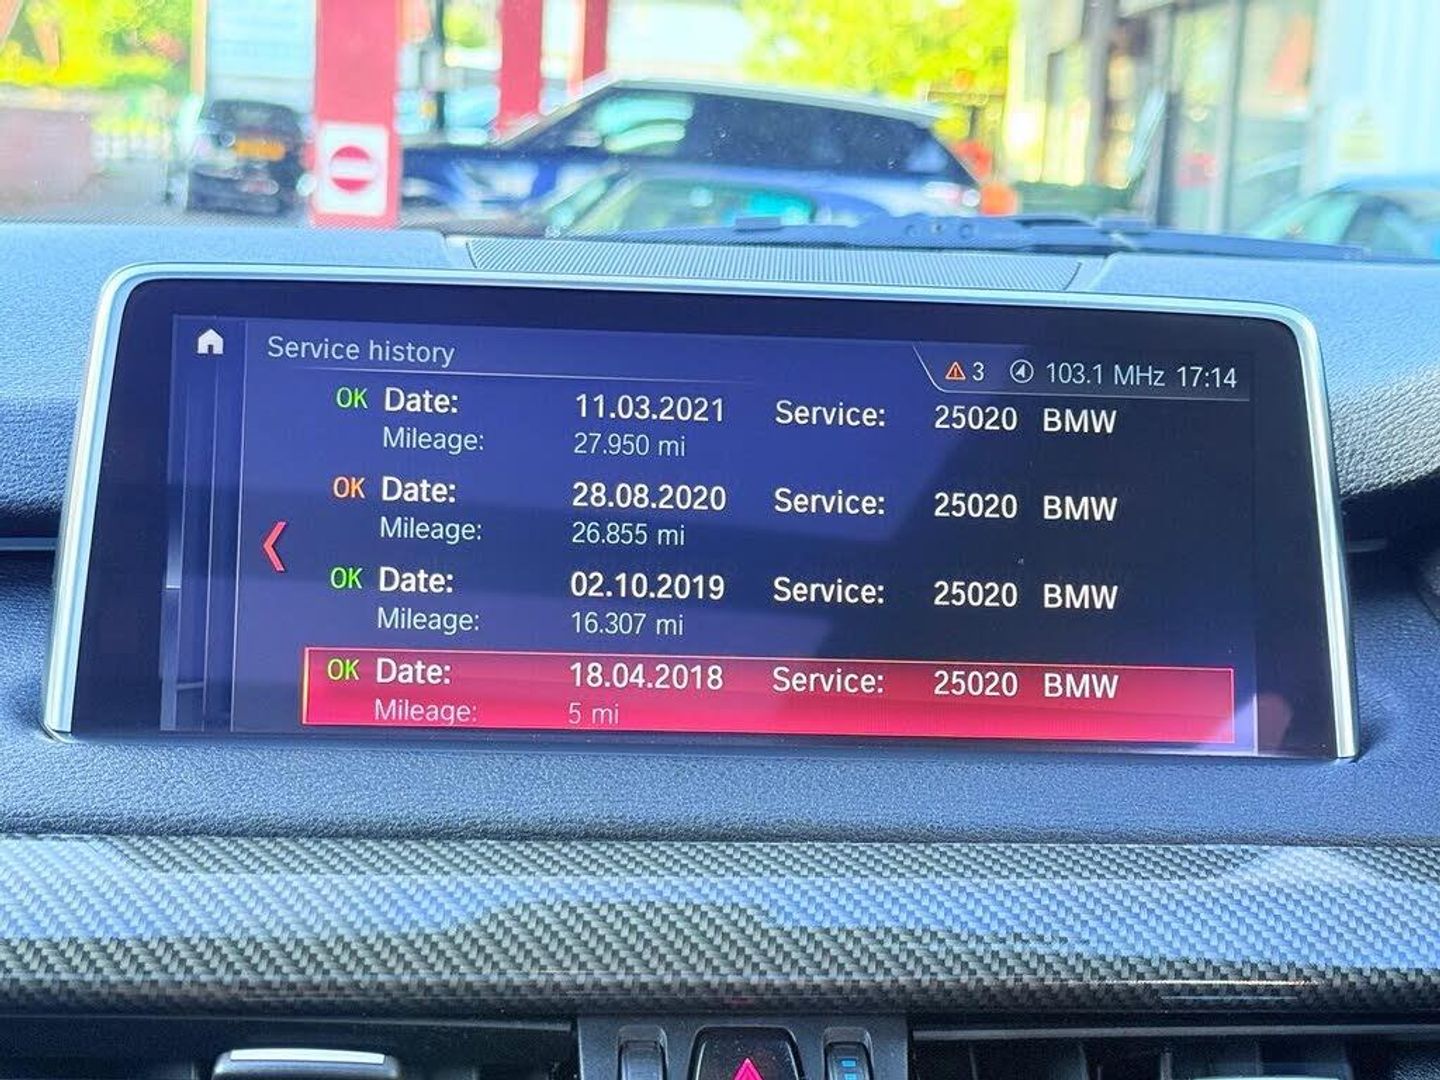 Service history
3 103.1 MHz 17:14
OK Date: 11.03.2021 Service: 25020 BMW
Mileage: 27.950 mi
OK Date: 28.08.2020 Service: 25020 BMW
Mileage: 26.855 mi
OK Date: 02.10.2019 Service: 25020 BMW
Mileage: 16.307 mi
OK Date: 18.04.2018 Service: 25020 BMW
Mileage: 5 mi